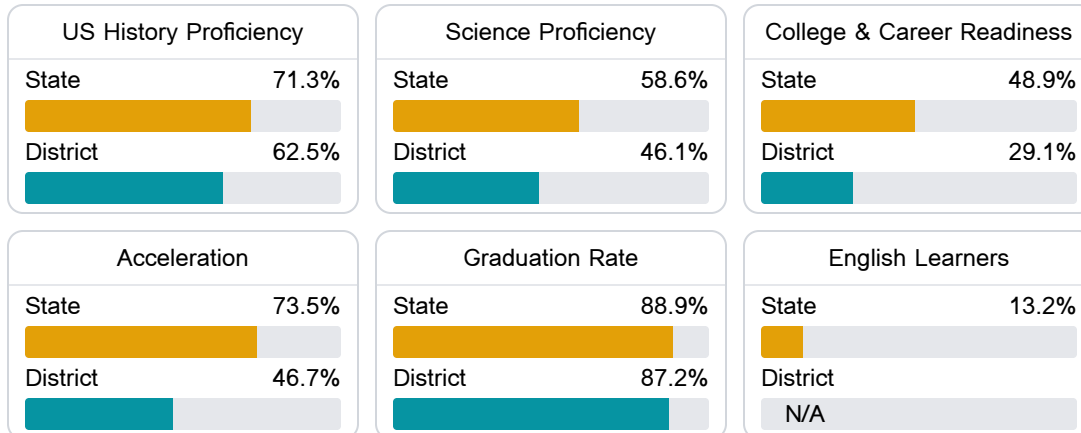 US History Proficiency
State 71.3%
District 62.5%
Science Proficiency
State 58.6%
District 46.1%
College & Career Readiness
State 48.9%
District 29.1%
Acceleration
State 73.5%
District 46.7%
Graduation Rate
State 88.9%
District 87.2%
English Learners
State 13.2%
District
N/A